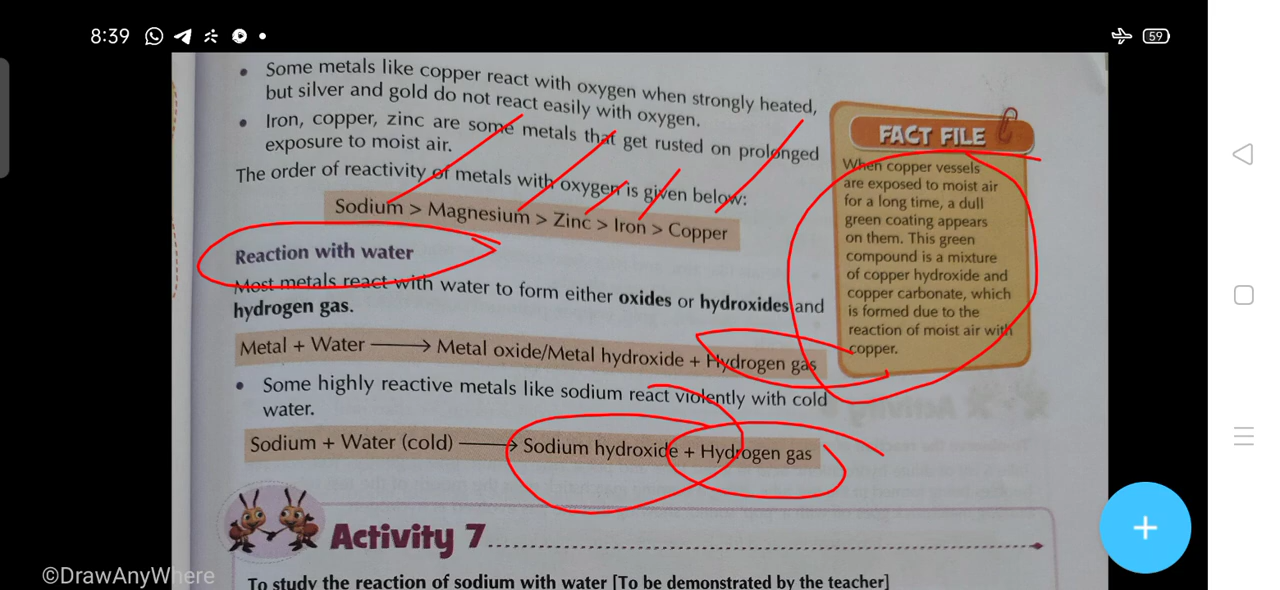 8:39
59
Some metals like copper react with oxygen when strongly heated,
but silver and gold do not react easily with oxygen.
Iron, copper, zinc are some metals that get rusted on prolonged
exposure to moist air.
The order of reactivity of metals with oxygen is given below:
Sodium > Magnesium > Zinc > Iron > Copper
Reaction with water
Most metals react with water to form either oxides or hydroxides and
hydrogen gas.
Metal + Water ⟶ Metal oxide/Metal hydroxide + Hydrogen gas
Some highly reactive metals like sodium react violently with cold
water.
Sodium + Water (cold) ⟶ Sodium hydroxide + Hydrogen gas
FACT FILE
When copper vessels
are exposed to moist air
for a long time, a dull
green coating appears
on them. This green
compound is a mixture
of copper hydroxide and
copper carbonate, which
is formed due to the
reaction of moist air with
copper.
Activity 7
To study the reaction of sodium with water [To be demonstrated by the teacher]
©DrawAnyWhere